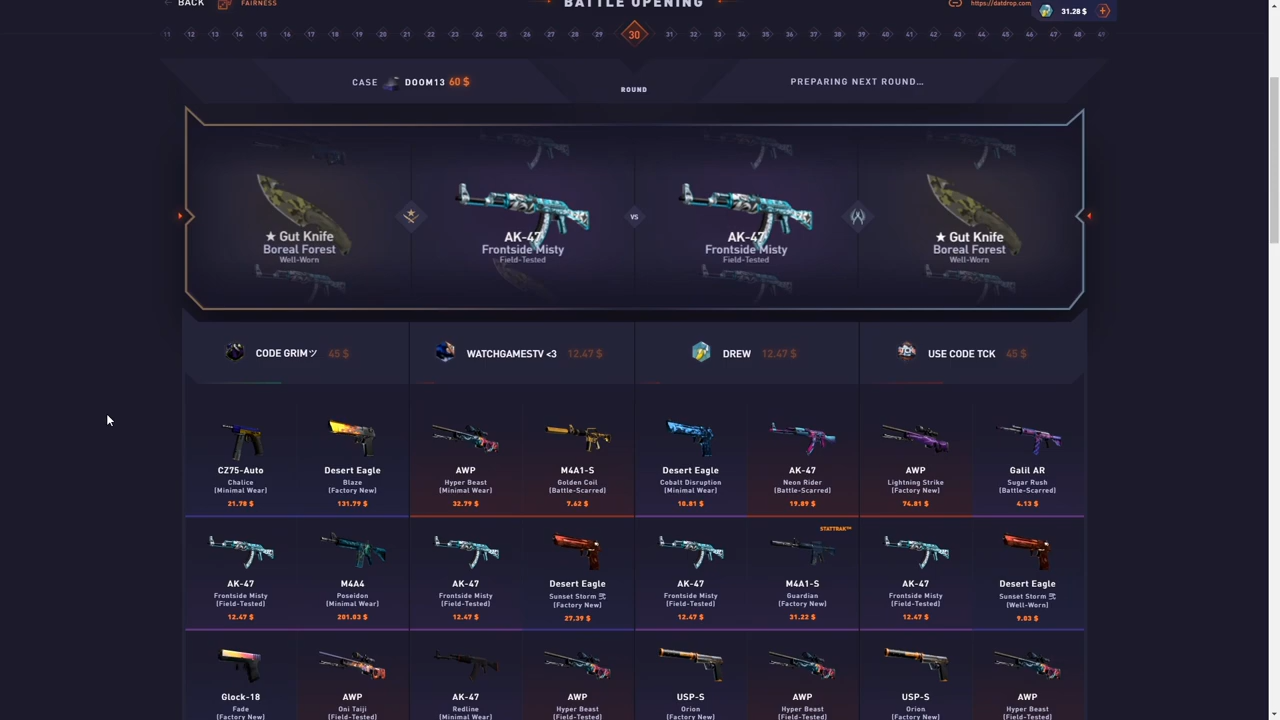 BACK
FAIRNESS
BATTLE OPENING
https://datdrop.com
31.28 $
11 12 13 14 15 16 17 18 19 20 21 22 23 24 25 26 27 28 29 30 31 32 33 34 35 36 37 38 39 40 41 42 43 44 45 46 47 48 49
CASE DOOM13 60 $
ROUND
PREPARING NEXT ROUND...
★ Gut Knife
Boreal Forest
Well-Worn
AK-47
Frontside Misty
Field-Tested
VS
AK-47
Frontside Misty
Field-Tested
★ Gut Knife
Boreal Forest
Well-Worn
CODE GRIMツ 45 $
WATCHGAMESTV <3 12.47 $
DREW 12.47 $
USE CODE TCK 45 $
CZ75-Auto
Chalice
(Minimal Wear)
21.78 $
Desert Eagle
Blaze
(Factory New)
131.79 $
AWP
Hyper Beast
(Minimal Wear)
32.79 $
M4A1-S
Golden Coil
(Battle-Scarred)
7.62 $
Desert Eagle
Cobalt Disruption
(Minimal Wear)
10.81 $
AK-47
Neon Rider
(Battle-Scarred)
19.89 $
AWP
Lightning Strike
(Factory New)
74.81 $
Galil AR
Sugar Rush
(Battle-Scarred)
4.13 $
AK-47
Frontside Misty
(Field-Tested)
12.47 $
M4A4
Poseidon
(Minimal Wear)
201.03 $
AK-47
Frontside Misty
(Field-Tested)
12.47 $
Desert Eagle
Sunset Storm 弐
(Factory New)
27.39 $
AK-47
Frontside Misty
(Field-Tested)
12.47 $
STATTRAK™
M4A1-S
Guardian
(Factory New)
31.22 $
AK-47
Frontside Misty
(Field-Tested)
12.47 $
Desert Eagle
Sunset Storm 弐
(Well-Worn)
9.83 $
Glock-18
Fade
(Factory New)
AWP
Oni Taiji
(Field-Tested)
AK-47
Redline
(Minimal Wear)
AWP
Hyper Beast
(Field-Tested)
USP-S
Orion
(Factory New)
AWP
Hyper Beast
(Field-Tested)
USP-S
Orion
(Factory New)
AWP
Hyper Beast
(Field-Tested)